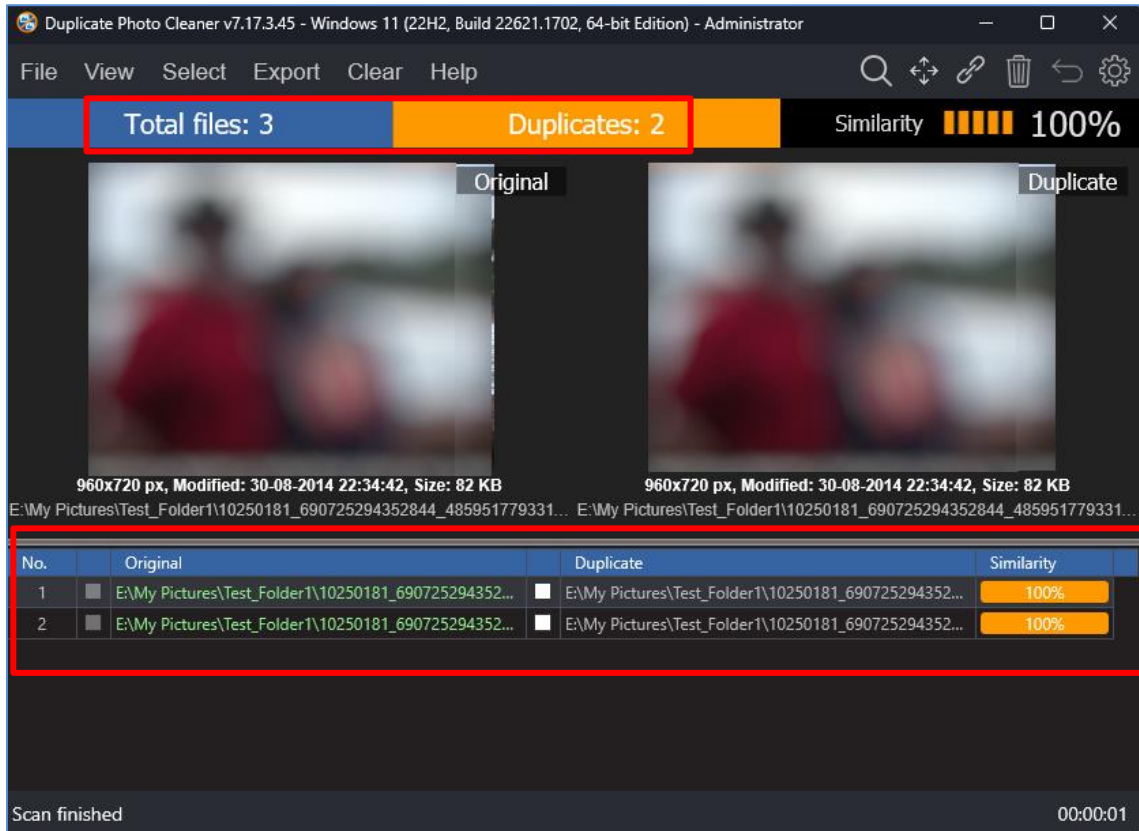 Duplicate Photo Cleaner v7.17.3.45 - Windows 11 (22H2, Build 22621.1702, 64-bit Edition) - Administrator
File View Select Export Clear Help
Total files: 3 Duplicates: 2 Similarity 100%
Original Duplicate
960x720 px, Modified: 30-08-2014 22:34:42, Size: 82 KB 960x720 px, Modified: 30-08-2014 22:34:42, Size: 82 KB
E:\My Pictures\Test_Folder1\10250181_690725294352844_485951779331... E:\My Pictures\Test_Folder1\10250181_690725294352844_485951779331...
No. Original Duplicate Similarity
1 E:\My Pictures\Test_Folder1\10250181_690725294352... E:\My Pictures\Test_Folder1\10250181_690725294352... 100%
2 E:\My Pictures\Test_Folder1\10250181_690725294352... E:\My Pictures\Test_Folder1\10250181_690725294352... 100%
Scan finished 00:00:01